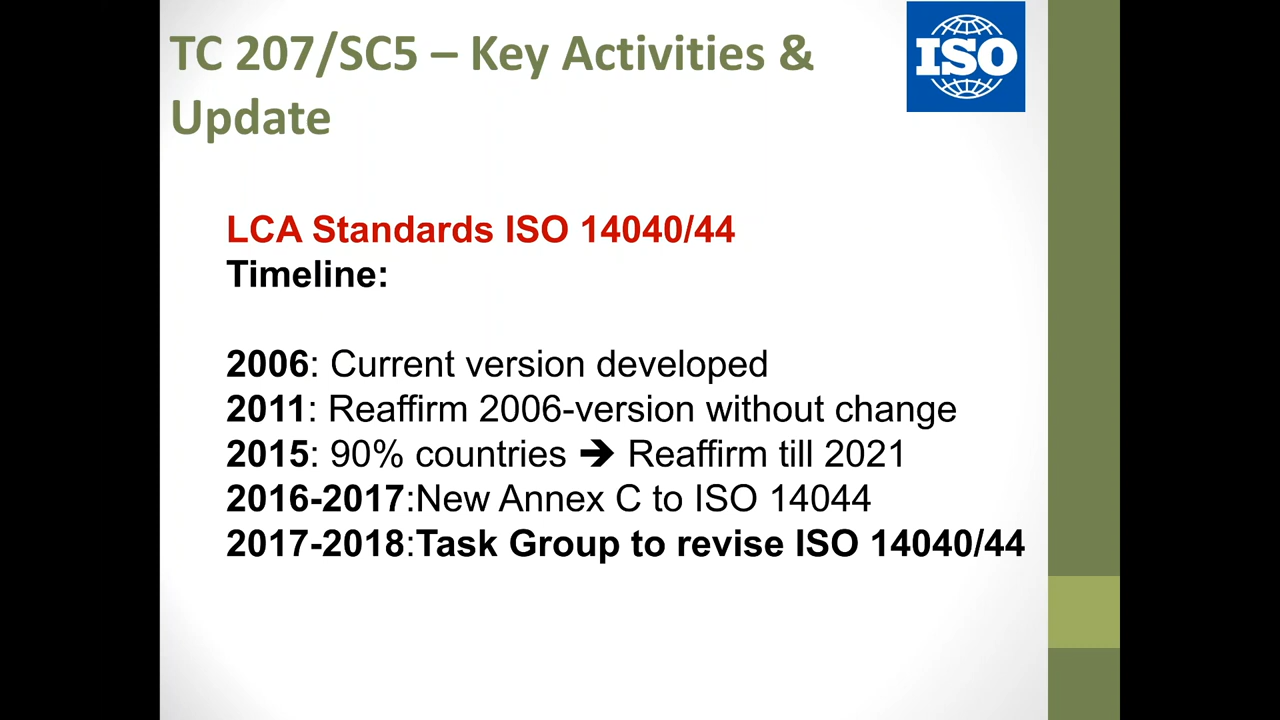 TC 207/SC5 – Key Activities &
Update
ISO
LCA Standards ISO 14040/44
Timeline:
2006: Current version developed
2011: Reaffirm 2006-version without change
2015: 90% countries 🡲 Reaffirm till 2021
2016-2017:New Annex C to ISO 14044
2017-2018:Task Group to revise ISO 14040/44